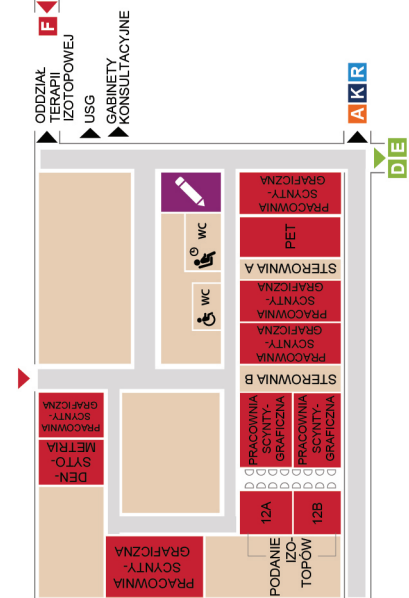 F
ODDZIAŁ
TERAPII
IZOTOPOWEJ
USG
GABINETY
KONSULTACYJNE
A K R
D E
WC
WC
PRACOWNIA
SCYNTY-
GRAFICZNA
PET
STEROWNIA A
PRACOWNIA
SCYNTY-
GRAFICZNA
PRACOWNIA
SCYNTY-
GRAFICZNA
STEROWNIA B
PRACOWNIA
SCYNTY-
GRAFICZNA
DEN-
SYTO-
METRIA
PRACOWNIA
SCYNTY-
GRAFICZNA
PRACOWNIA
SCYNTY-
GRAFICZNA
12A
12B
PODANIE
IZO-
TOPÓW
PRACOWNIA
SCYNTY-
GRAFICZNA